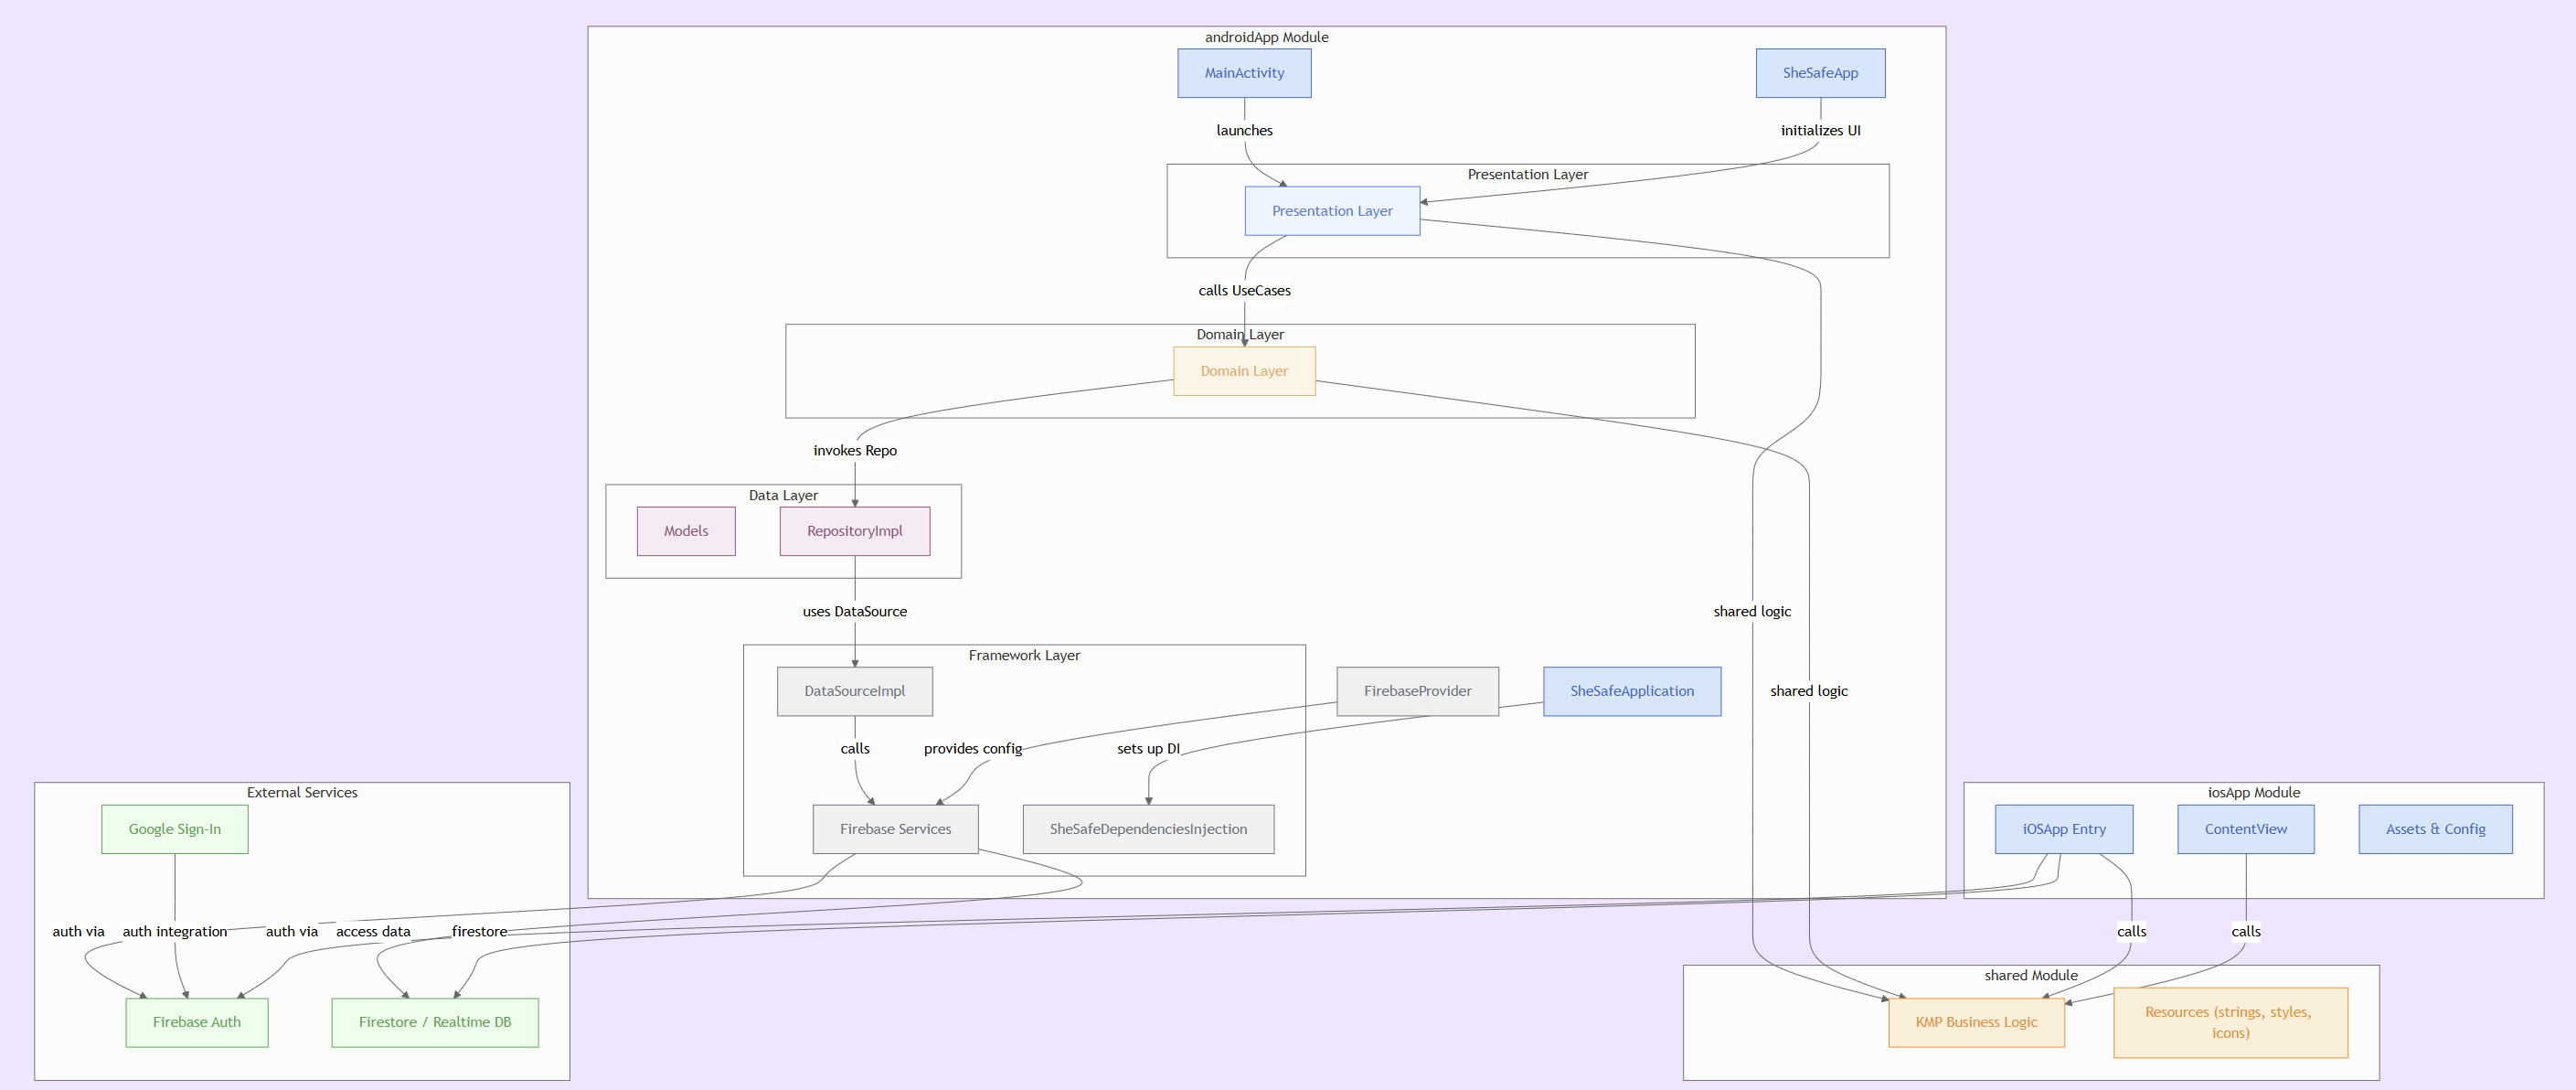 androidApp Module
MainActivity
SheSafeApp
launches
initializes UI
Presentation Layer
Presentation Layer
calls UseCases
Domain Layer
Domain Layer
invokes Repo
Data Layer
Models
RepositoryImpl
uses DataSource
shared logic
Framework Layer
DataSourceImpl
FirebaseProvider
SheSafeApplication
shared logic
calls
provides config
sets up DI
External Services
iosApp Module
Google Sign-In
Firebase Services
SheSafeDependenciesInjection
iOSApp Entry
ContentView
Assets & Config
auth via
auth integration
auth via
access data
firestore
calls
calls
shared Module
Firebase Auth
Firestore / Realtime DB
KMP Business Logic
Resources (strings, styles,
icons)